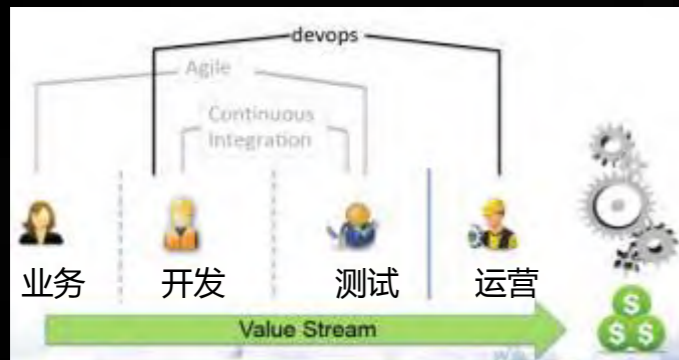 devops
Agile
Continuous
Integration
业务 开发 测试 运营
Value Stream
$
$ $